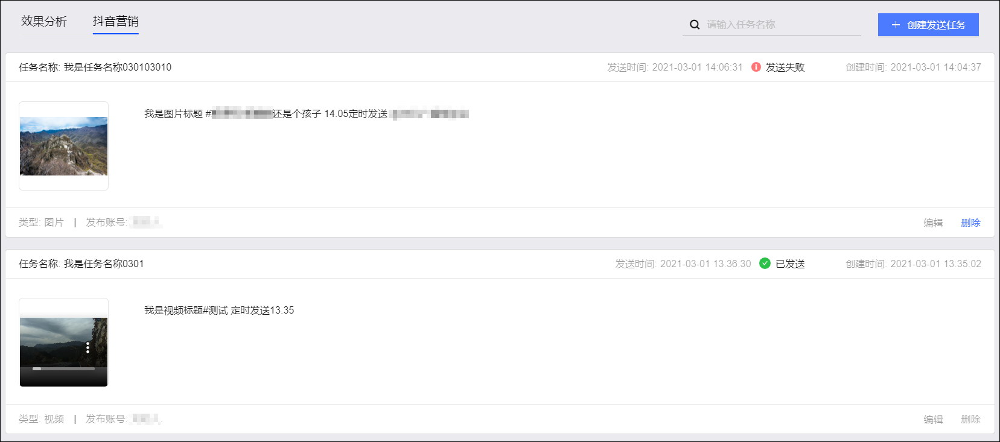 效果分析 抖音营销 请输入任务名称 创建发送任务
任务名称: 我是任务名称030103010 发送时间: 2021-03-01 14:06:31 发送失败 创建时间: 2021-03-01 14:04:37
我是图片标题 # 还是个孩子 14.05定时发送
类型: 图片 | 发布账号: 编辑 删除
任务名称: 我是任务名称0301 发送时间: 2021-03-01 13:36:30 已发送 创建时间: 2021-03-01 13:35:02
我是视频标题#测试 定时发送13.35
类型: 视频 | 发布账号: 编辑 删除